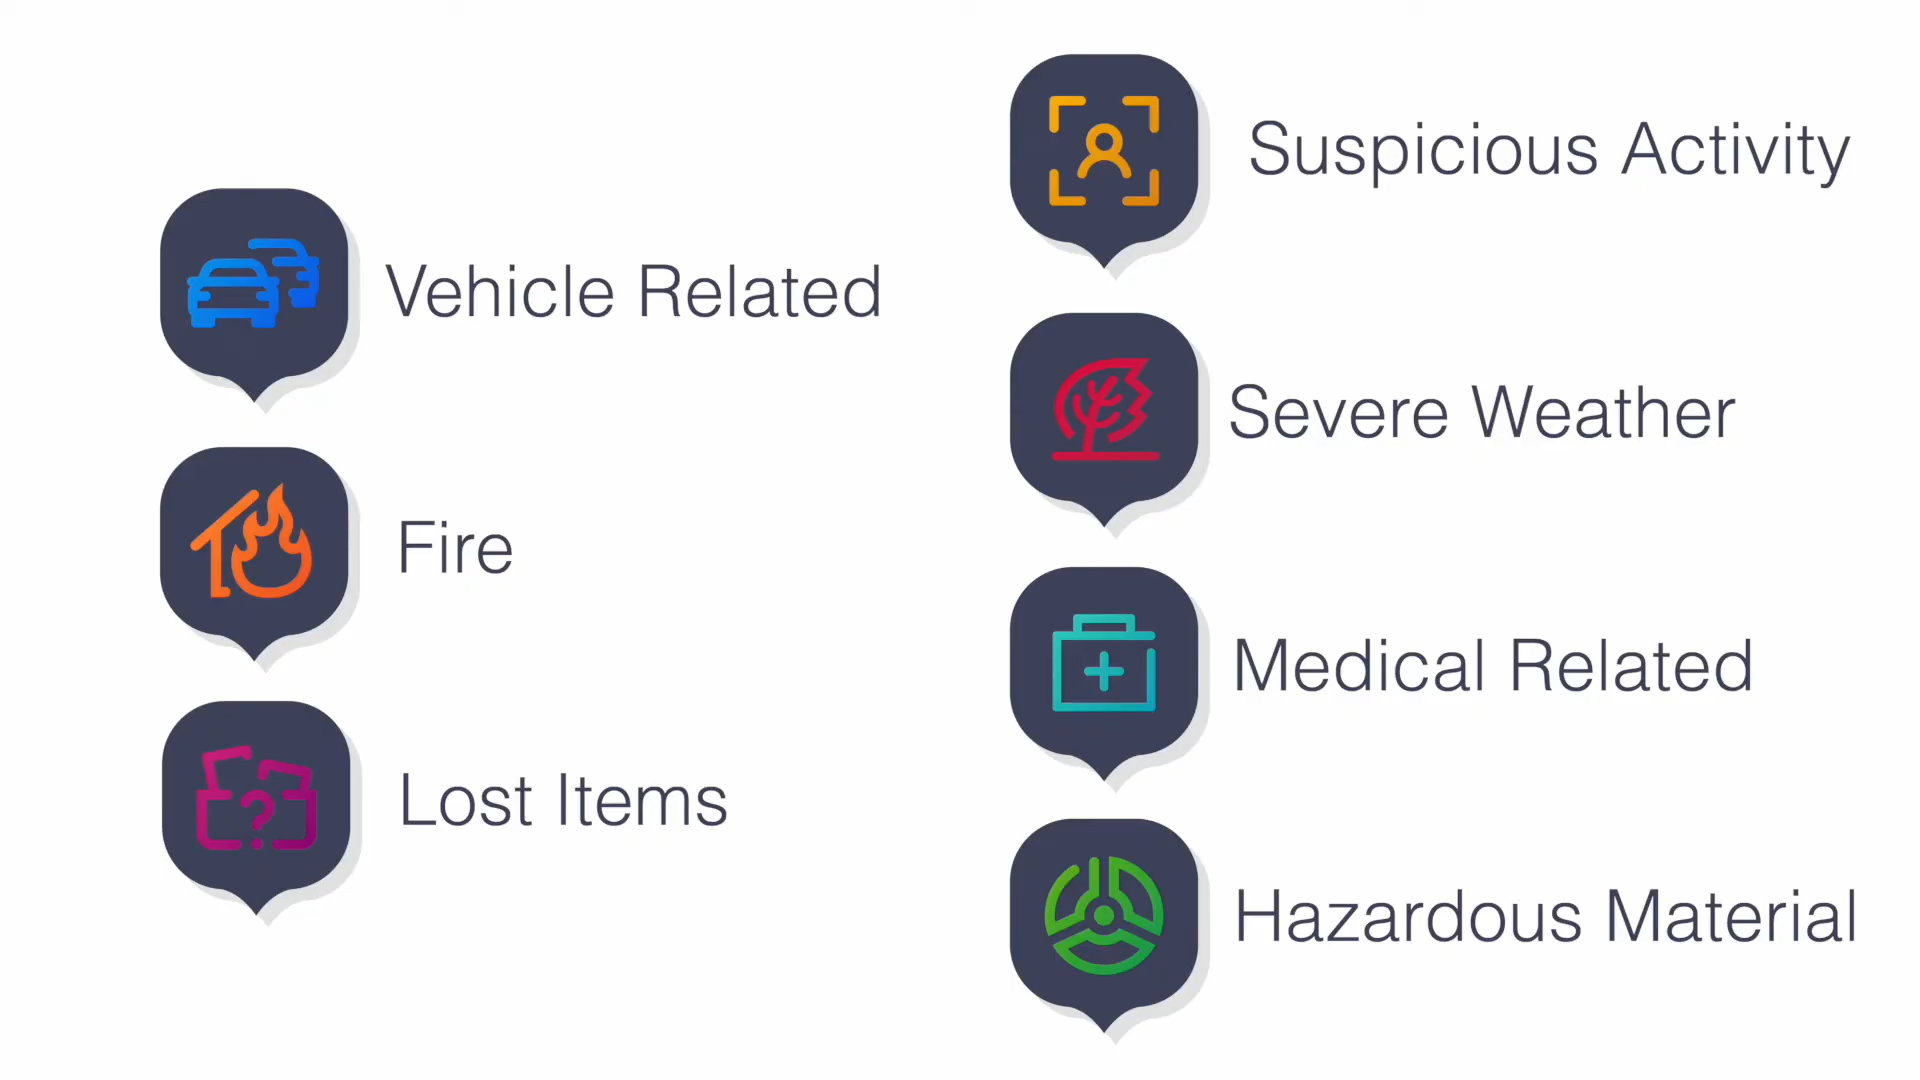 Vehicle Related
Fire
Lost Items
Suspicious Activity
Severe Weather
Medical Related
Hazardous Material